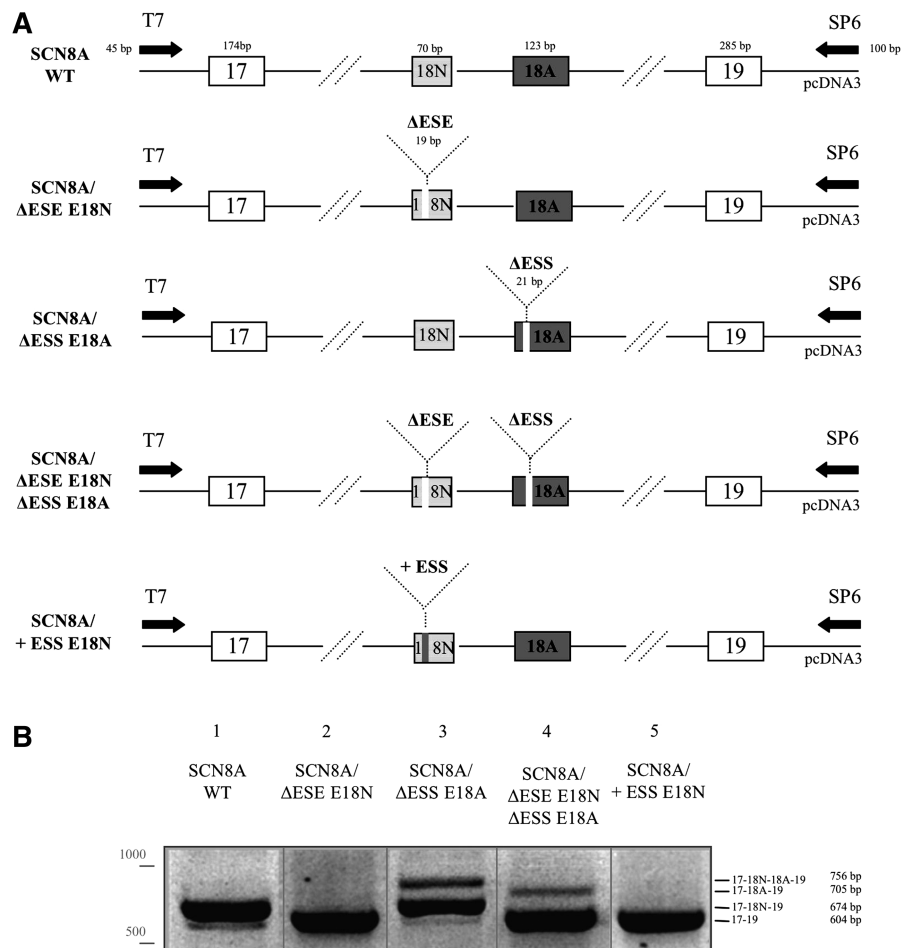 A
T7
SP6
SCN8A
WT
45 bp
174bp
70 bp
123 bp
285 bp
100 bp
17
18N
18A
19
pcDNA3
ΔESE
19 bp
T7
SP6
SCN8A/
ΔESE E18N
17
1 8N
18A
19
pcDNA3
ΔESS
21 bp
T7
SP6
SCN8A/
ΔESS E18A
17
18N
18A
19
pcDNA3
ΔESE
ΔESS
T7
SP6
SCN8A/
ΔESE E18N
ΔESS E18A
17
1 8N
18A
19
pcDNA3
+ ESS
T7
SP6
SCN8A/
+ ESS E18N
17
1 8N
18A
19
pcDNA3
B
1 2 3 4 5
SCN8A
WT
SCN8A/
ΔESE E18N
SCN8A/
ΔESS E18A
SCN8A/
ΔESE E18N
ΔESS E18A
SCN8A/
+ ESS E18N
1000
500
17-18N-18A-19 756 bp
17-18A-19 705 bp
17-18N-19 674 bp
17-19 604 bp